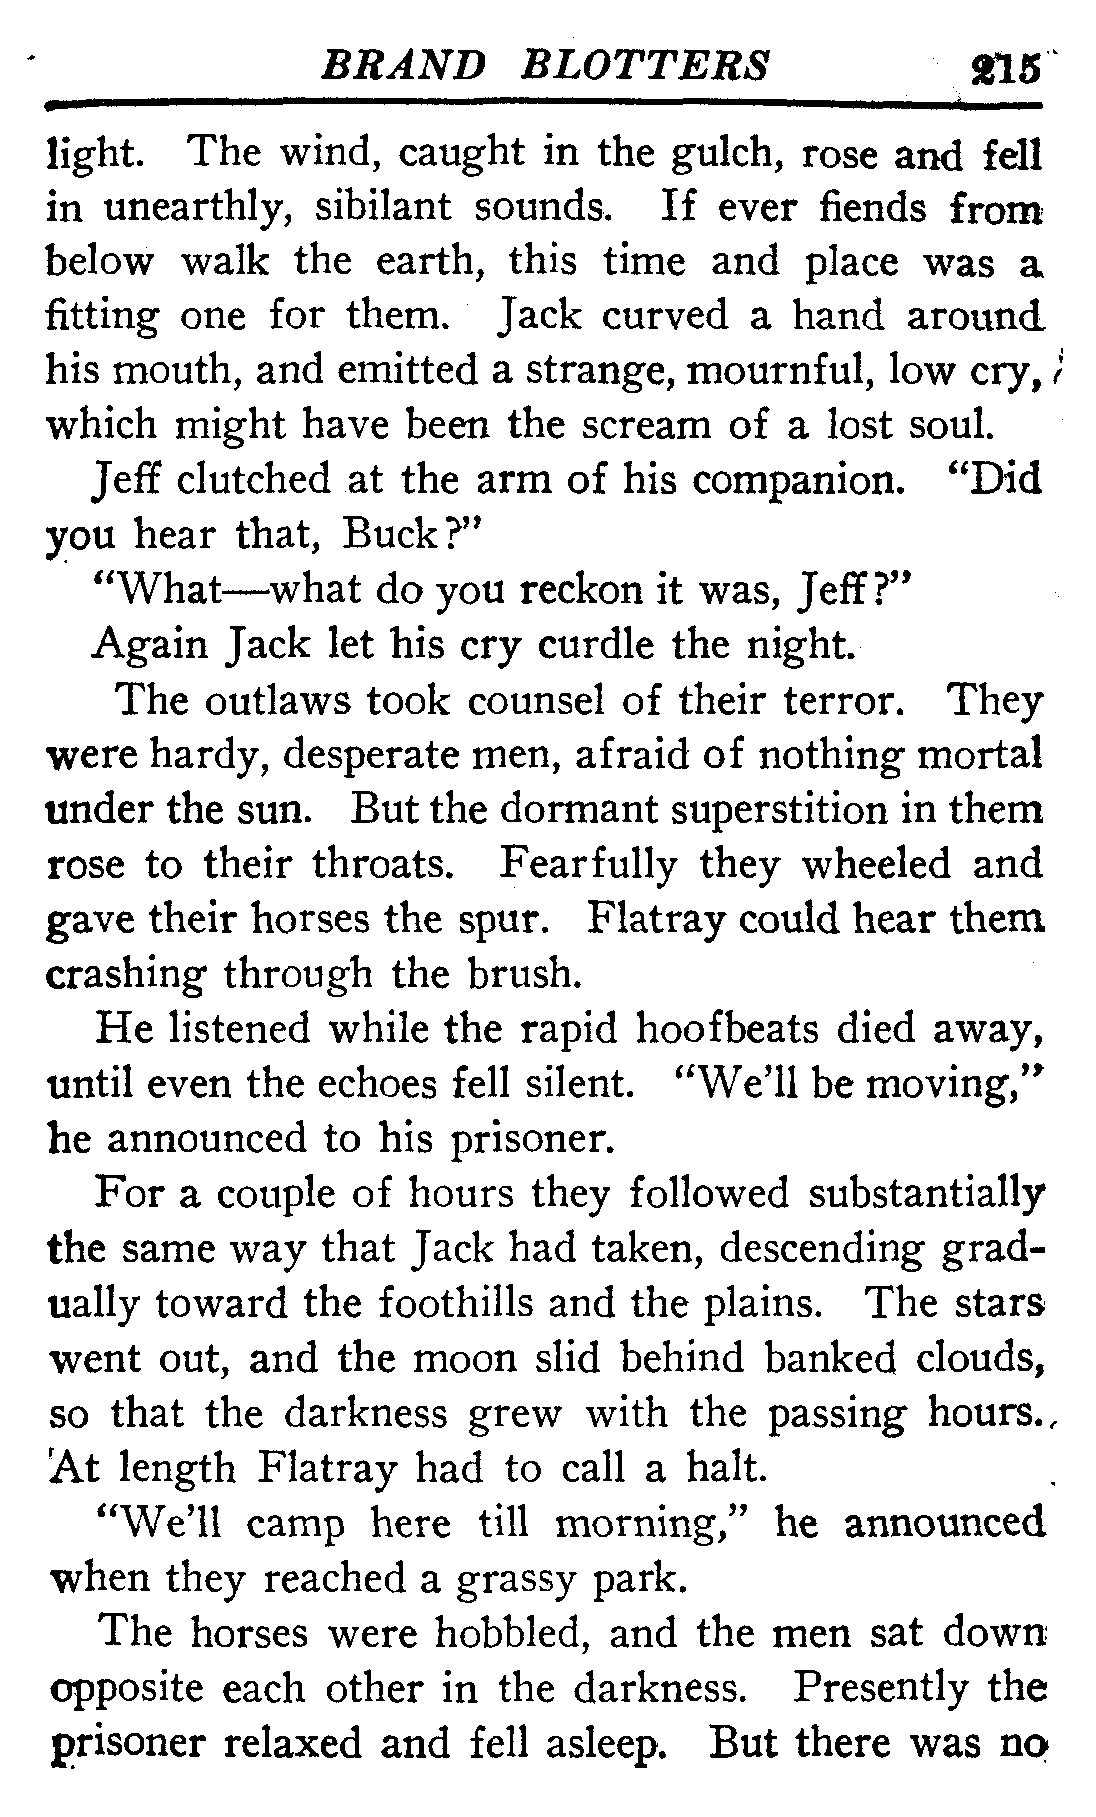 BRAND BLOTTERS 215
light. The wind, caught in the gulch, rose and fell
in unearthly, sibilant sounds. If ever fiends from
below walk the earth, this time and place was a
fitting one for them. Jack curved a hand around
his mouth, and emitted a strange, mournful, low cry,
which might have been the scream of a lost soul.
Jeff clutched at the arm of his companion. "Did
you hear that, Buck?"
"What—what do you reckon it was, Jeff?"
Again Jack let his cry curdle the night.
The outlaws took counsel of their terror. They
were hardy, desperate men, afraid of nothing mortal
under the sun. But the dormant superstition in them
rose to their throats. Fearfully they wheeled and
gave their horses the spur. Flatray could hear them
crashing through the brush.
He listened while the rapid hoofbeats died away,
until even the echoes fell silent. "We'll be moving,"
he announced to his prisoner.
For a couple of hours they followed substantially
the same way that Jack had taken, descending grad-
ually toward the foothills and the plains. The stars
went out, and the moon slid behind banked clouds,
so that the darkness grew with the passing hours.
At length Flatray had to call a halt.
"We'll camp here till morning," he announced
when they reached a grassy park.
The horses were hobbled, and the men sat down
opposite each other in the darkness. Presently the
prisoner relaxed and fell asleep. But there was no